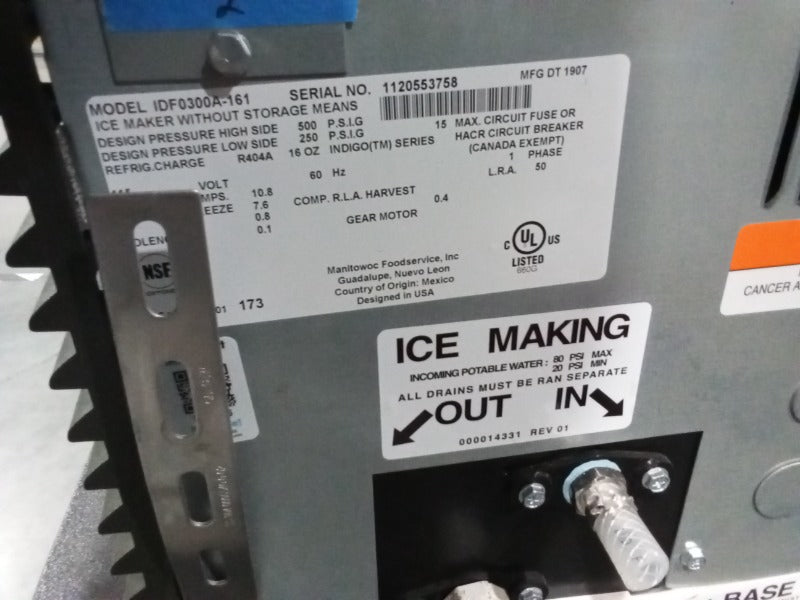 MODEL IDF0300A-161 SERIAL NO. 1120553758 MFG DT 1907
ICE MAKER WITHOUT STORAGE MEANS
DESIGN PRESSURE HIGH SIDE 500 P.S.I.G 15 MAX. CIRCUIT FUSE OR
DESIGN PRESSURE LOW SIDE 250 P.S.I.G HACR CIRCUIT BREAKER
REFRIG.CHARGE R404A 16 OZ INDIGO(TM) SERIES (CANADA EXEMPT)
VOLT 60 Hz 1 PHASE
10.8 L.R.A. 50
7.6 COMP. R.L.A. HARVEST 0.4
0.8 GEAR MOTOR
0.1
C UL US
LISTED
660G
Manitowoc Foodservice, Inc
Guadalupe, Nuevo Leon
Country of Origin: Mexico
Designed in USA
NSF
01 173
CANCER A
ICE MAKING
INCOMING POTABLE WATER : 80 PSI MAX
20 PSI MIN
ALL DRAINS MUST BE RAN SEPARATE
OUT IN
000014331 REV 01
BASE